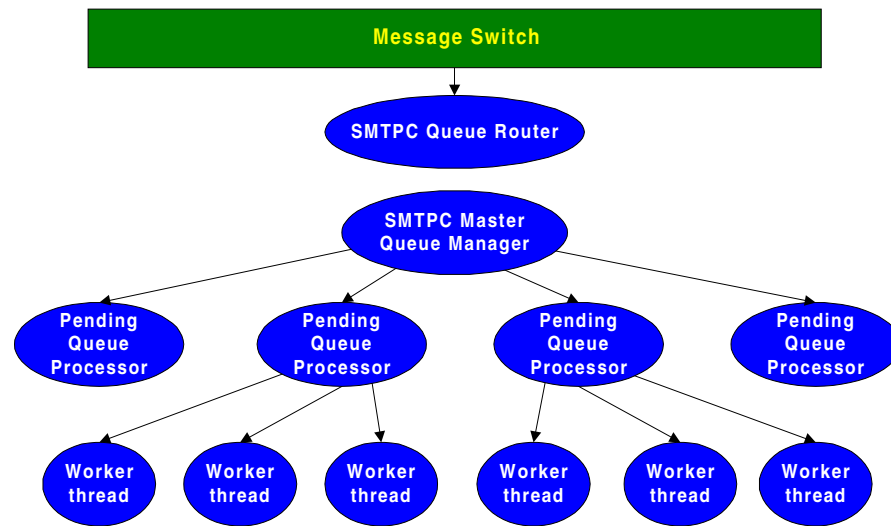 Message Switch
SMTPC Queue Router
SMTPC Master
Queue Manager
Pending
Queue
Processor
Pending
Queue
Processor
Pending
Queue
Processor
Pending
Queue
Processor
Worker
thread
Worker
thread
Worker
thread
Worker
thread
Worker
thread
Worker
thread